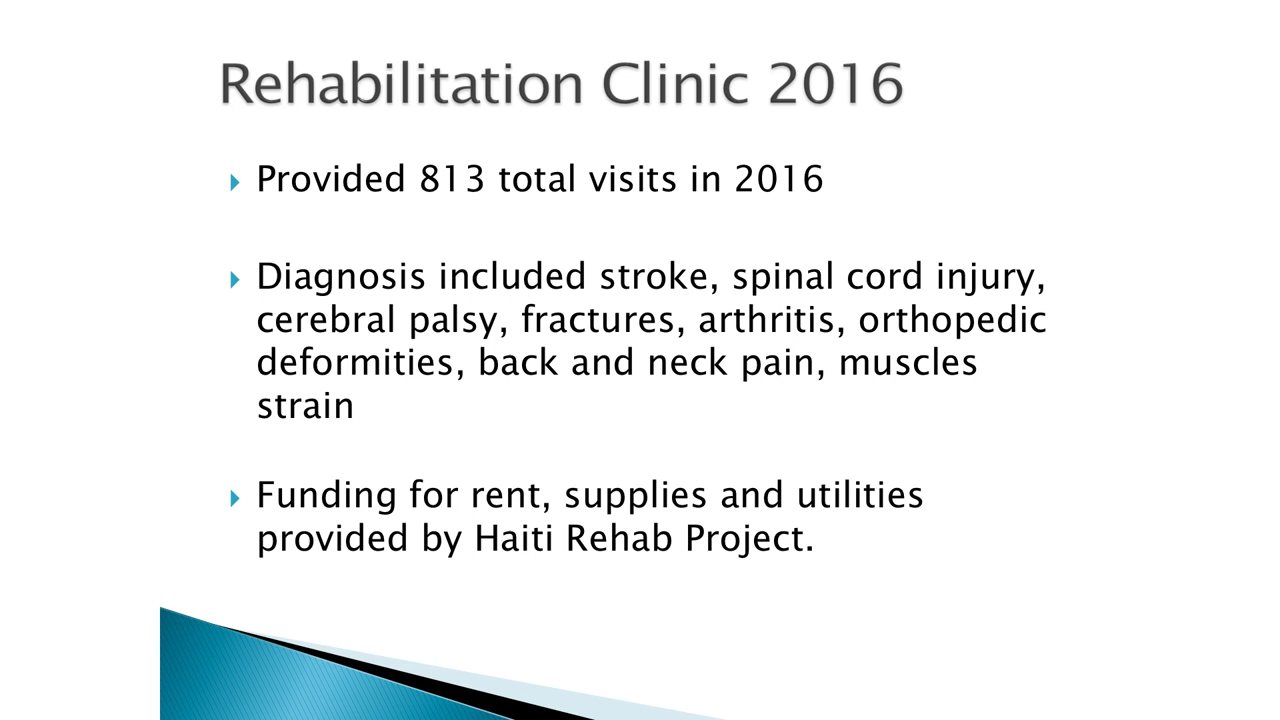 Rehabilitation Clinic 2016
Provided 813 total visits in 2016
Diagnosis included stroke, spinal cord injury,
cerebral palsy, fractures, arthritis, orthopedic
deformities, back and neck pain, muscles
strain
Funding for rent, supplies and utilities
provided by Haiti Rehab Project.